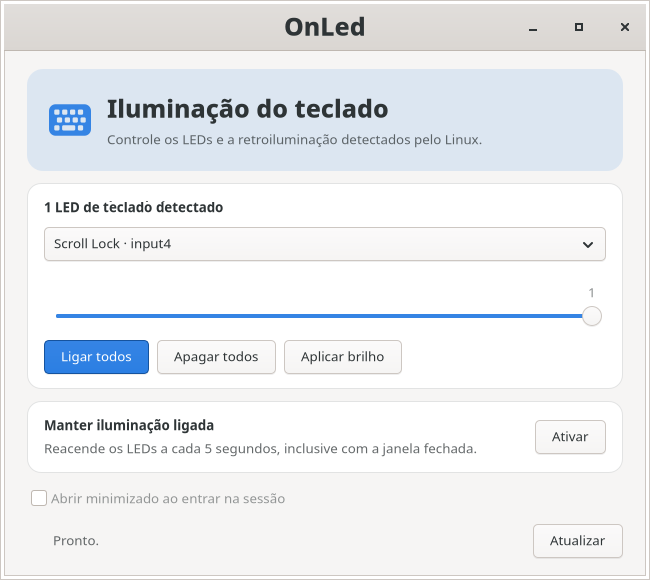 OnLed
Iluminação do teclado
Controle os LEDs e a retroiluminação detectados pelo Linux.
1 LED de teclado detectado
Scroll Lock · input4
1
Ligar todos
Apagar todos
Aplicar brilho
Manter iluminação ligada
Reacende os LEDs a cada 5 segundos, inclusive com a janela fechada.
Ativar
Abrir minimizado ao entrar na sessão
Pronto.
Atualizar